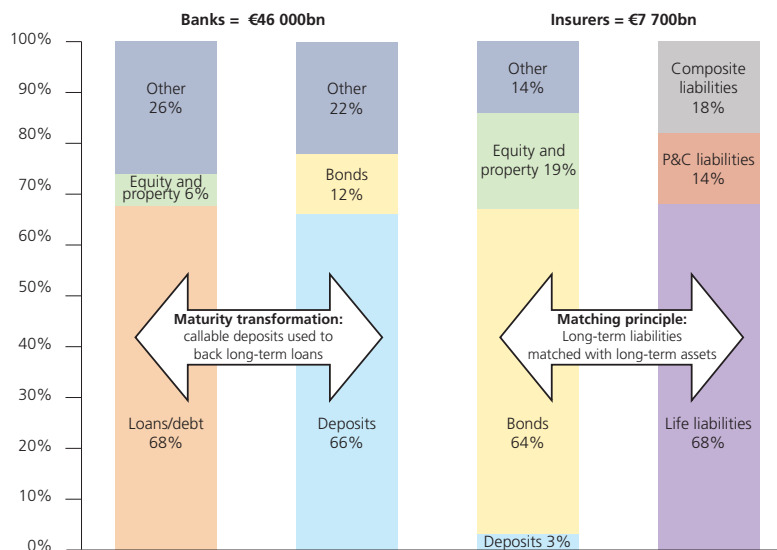 Banks = €46 000bn
Insurers = €7 700bn
100%
90%
80%
70%
60%
50%
40%
30%
20%
10%
0%
Other
26%
Equity and
property 6%
Loans/debt
68%
Other
22%
Bonds
12%
Deposits
66%
Maturity transformation:
callable deposits used to
back long-term loans
Other
14%
Equity and
property 19%
Bonds
64%
Deposits 3%
Composite
liabilities
18%
P&C liabilities
14%
Life liabilities
68%
Matching principle:
Long-term liabilities
matched with long-term assets